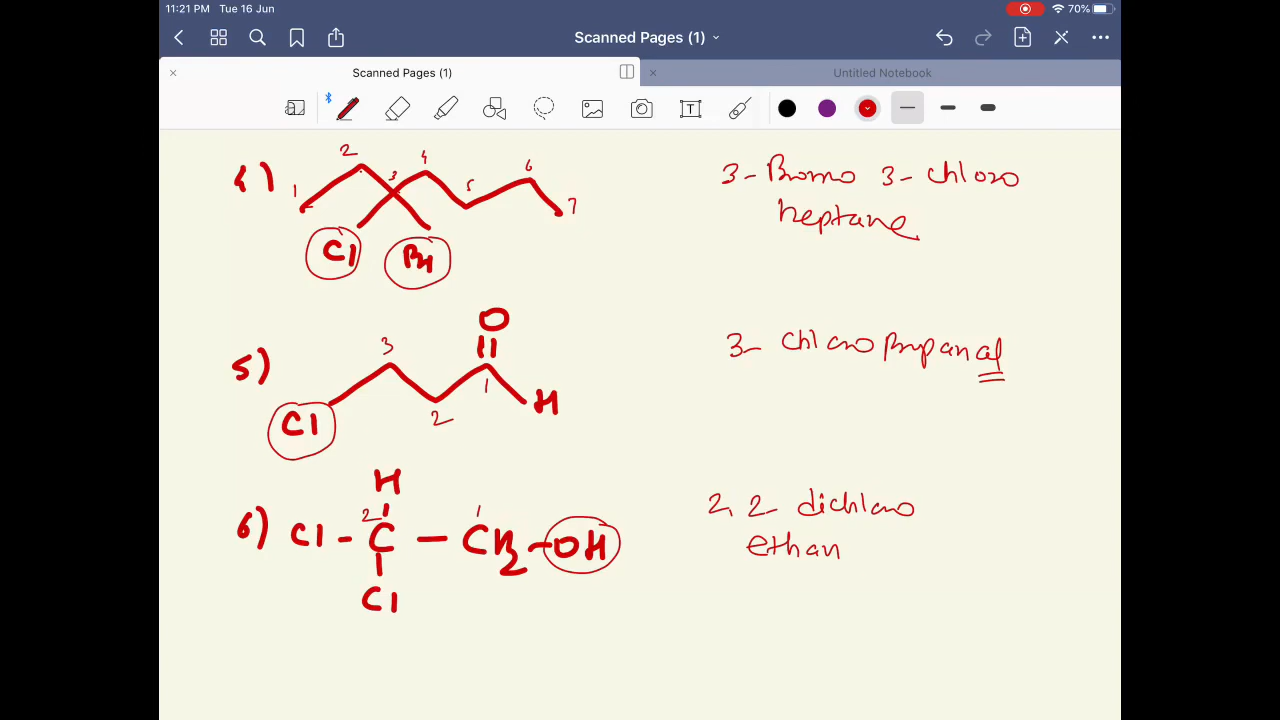 11:21 PM Tue 16 Jun
70%
Scanned Pages (1)
Scanned Pages (1)
Untitled Notebook
4) 1 2 3 4 5 6 7
Cl Br
3-Bromo 3-chloro
heptane
5) O
3 2 1
Cl H
3-chloropropanal
6) H
Cl-C-CH2-OH
2 1
Cl
2,2-dichloro
ethan